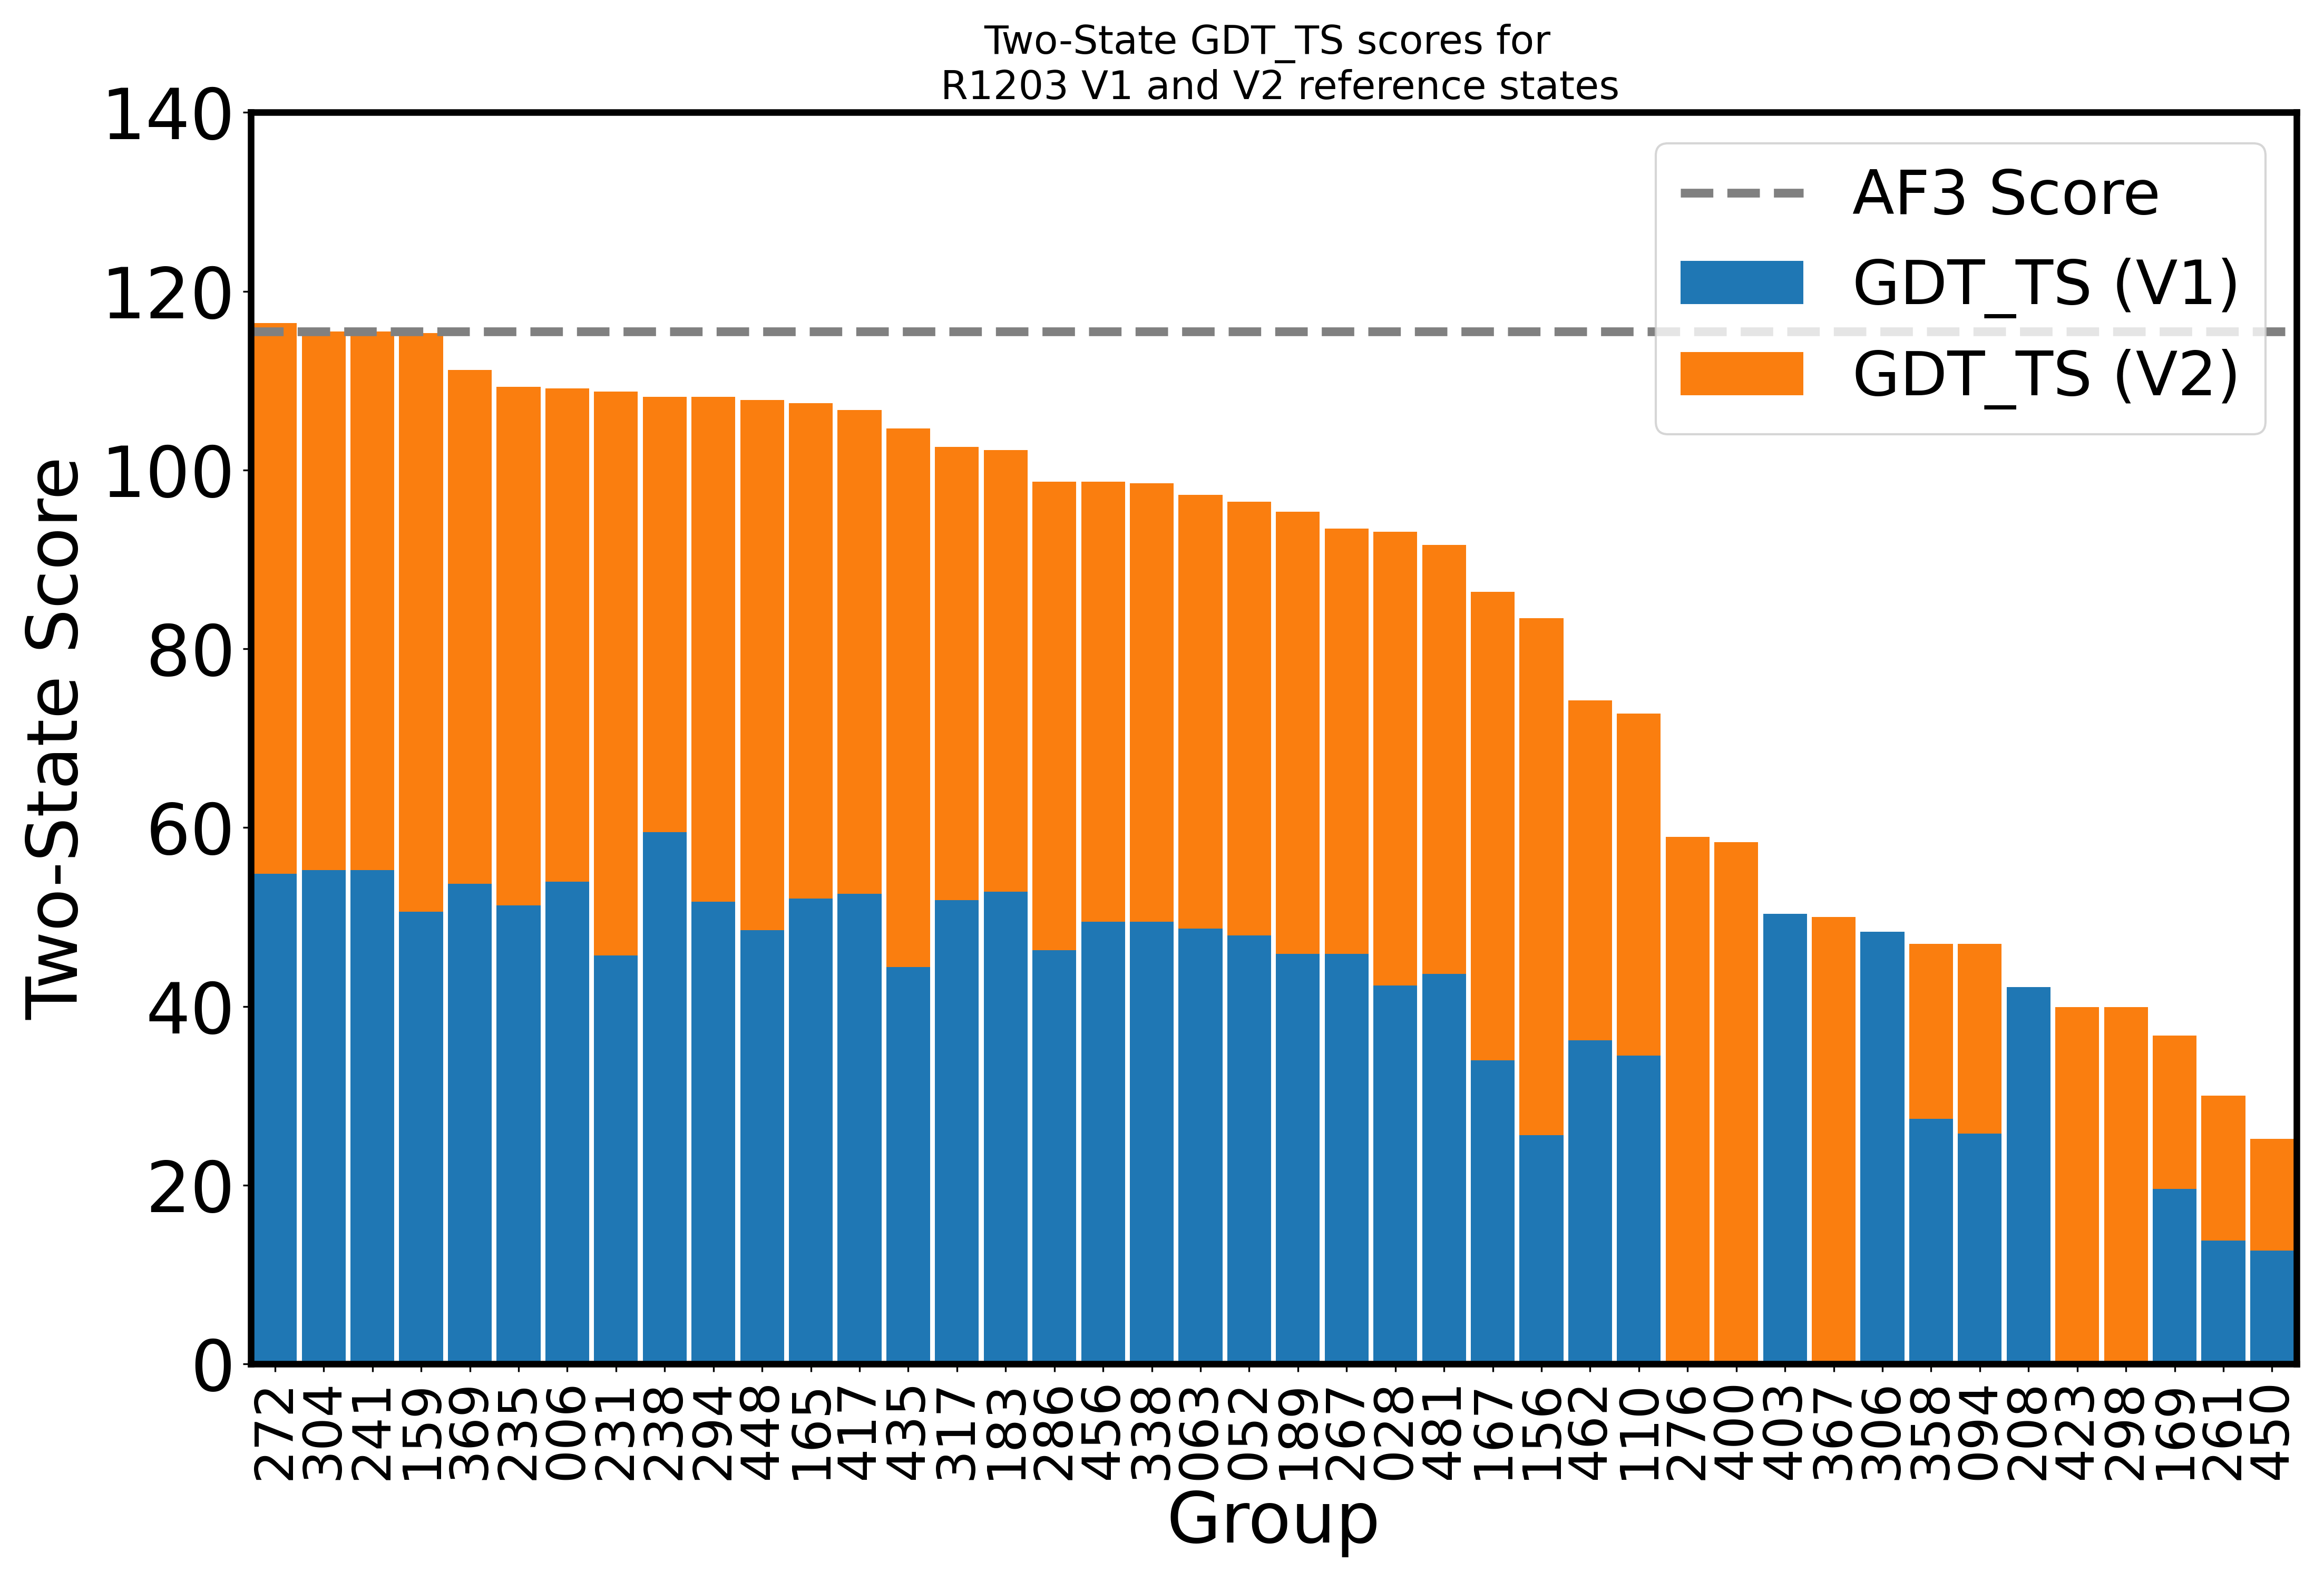 Two-State GDT_TS scores for
R1203 V1 and V2 reference states
140
120
100
80
60
40
20
0
Two-State Score
AF3 Score
GDT_TS (V1)
GDT_TS (V2)
272 304 241 159 369 235 006 231 238 294 448 165 417 435 317 183 286 456 338 063 052 189 267 028 481 167 156 462 110 276 400 403 367 306 358 094 208 423 298 169 261 450
Group